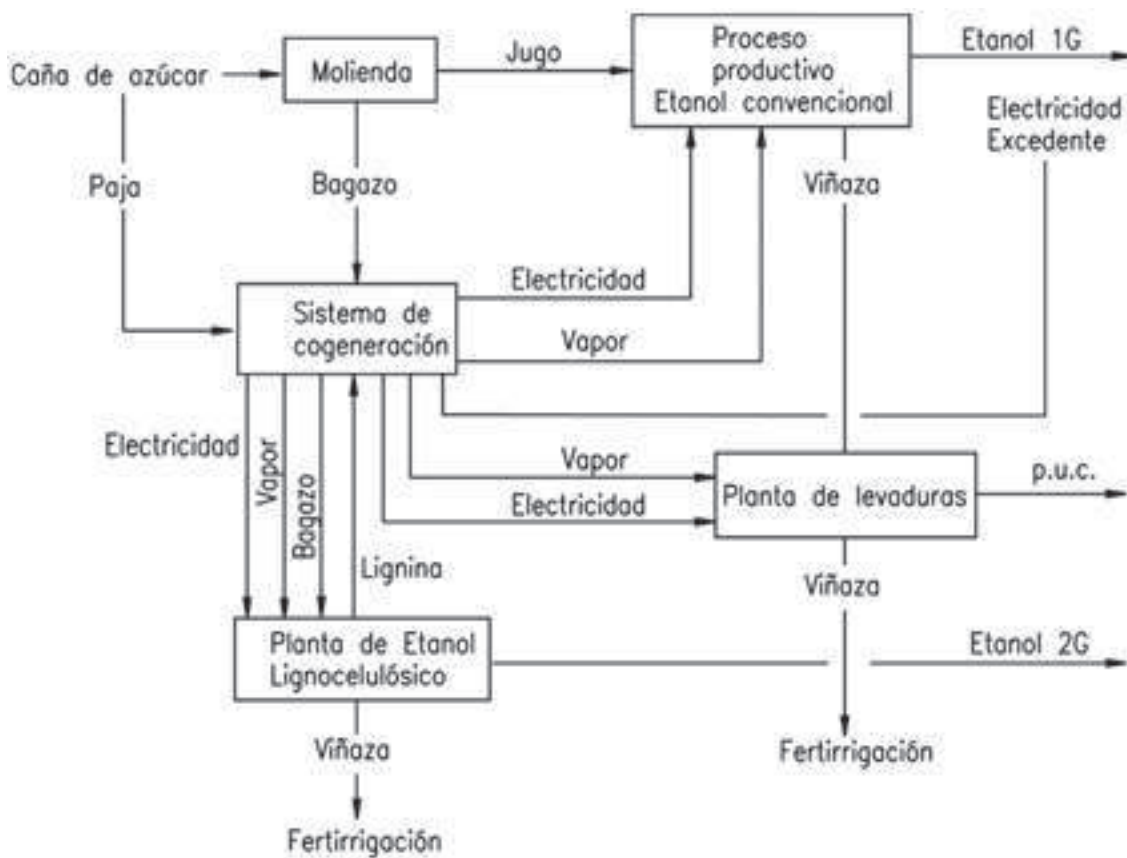 Caña de azúcar
Molienda
Jugo
Proceso
productivo
Etanol convencional
Etanol 1G
Electricidad
Excedente
Paja
Bagazo
Viñaza
Sistema de
cogeneración
Electricidad
Vapor
Electricidad
Vapor
Bagazo
Lignina
Vapor
Electricidad
Planta de levaduras
p.u.c.
Viñaza
Planta de Etanol
Lignocelulósico
Etanol 2G
Viñaza
Fertirrigación
Fertirrigación